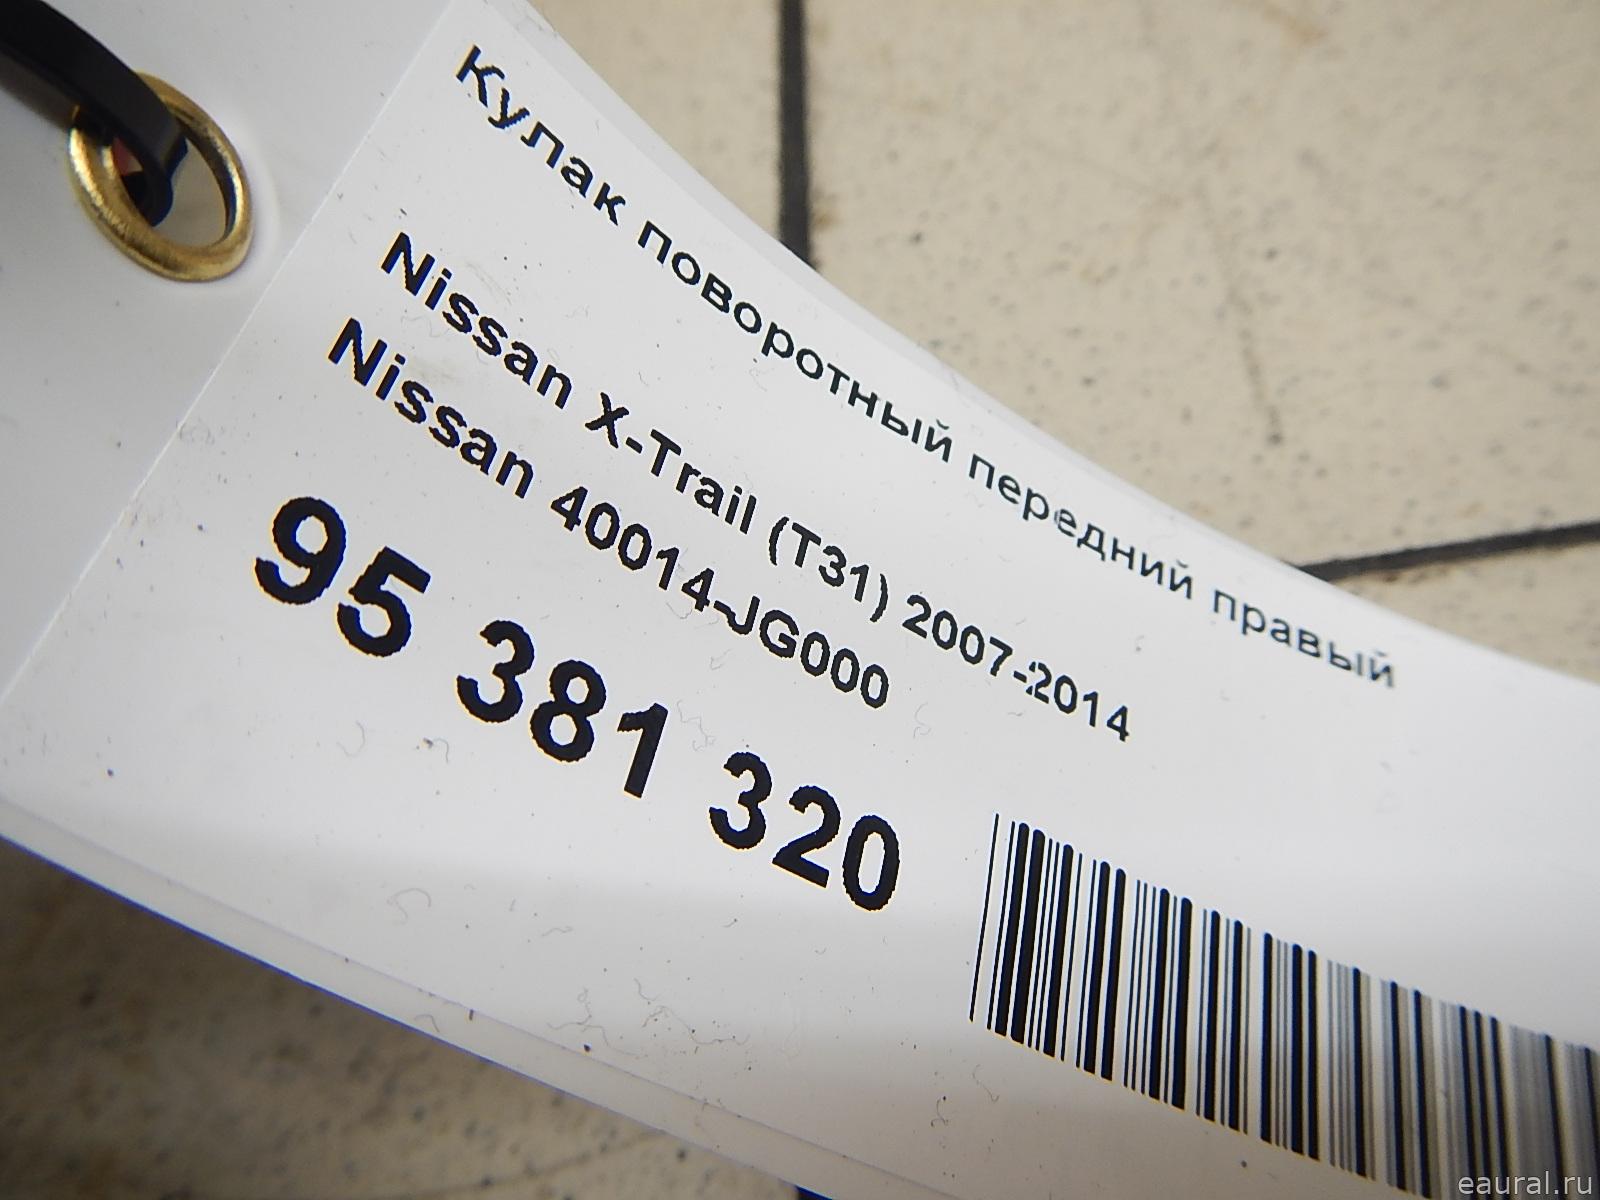 Кулак поворотный передний правый
Nissan X-Trail (T31) 2007-2014
Nissan 40014-JG000
95 381 320
eaural.ru